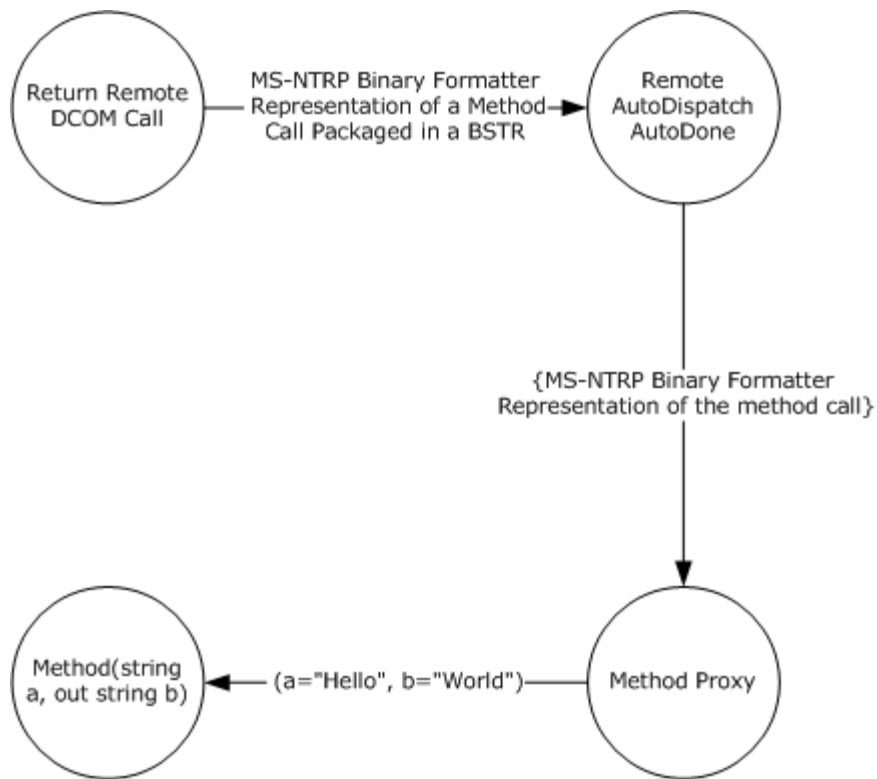 Return Remote
DCOM Call
MS-NTRP Binary Formatter
Representation of a Method
Call Packaged in a BSTR
Remote
AutoDispatch
AutoDone
{MS-NTRP Binary Formatter
Representation of the method call}
Method(string
a, out string b)
(a="Hello", b="World")
Method Proxy